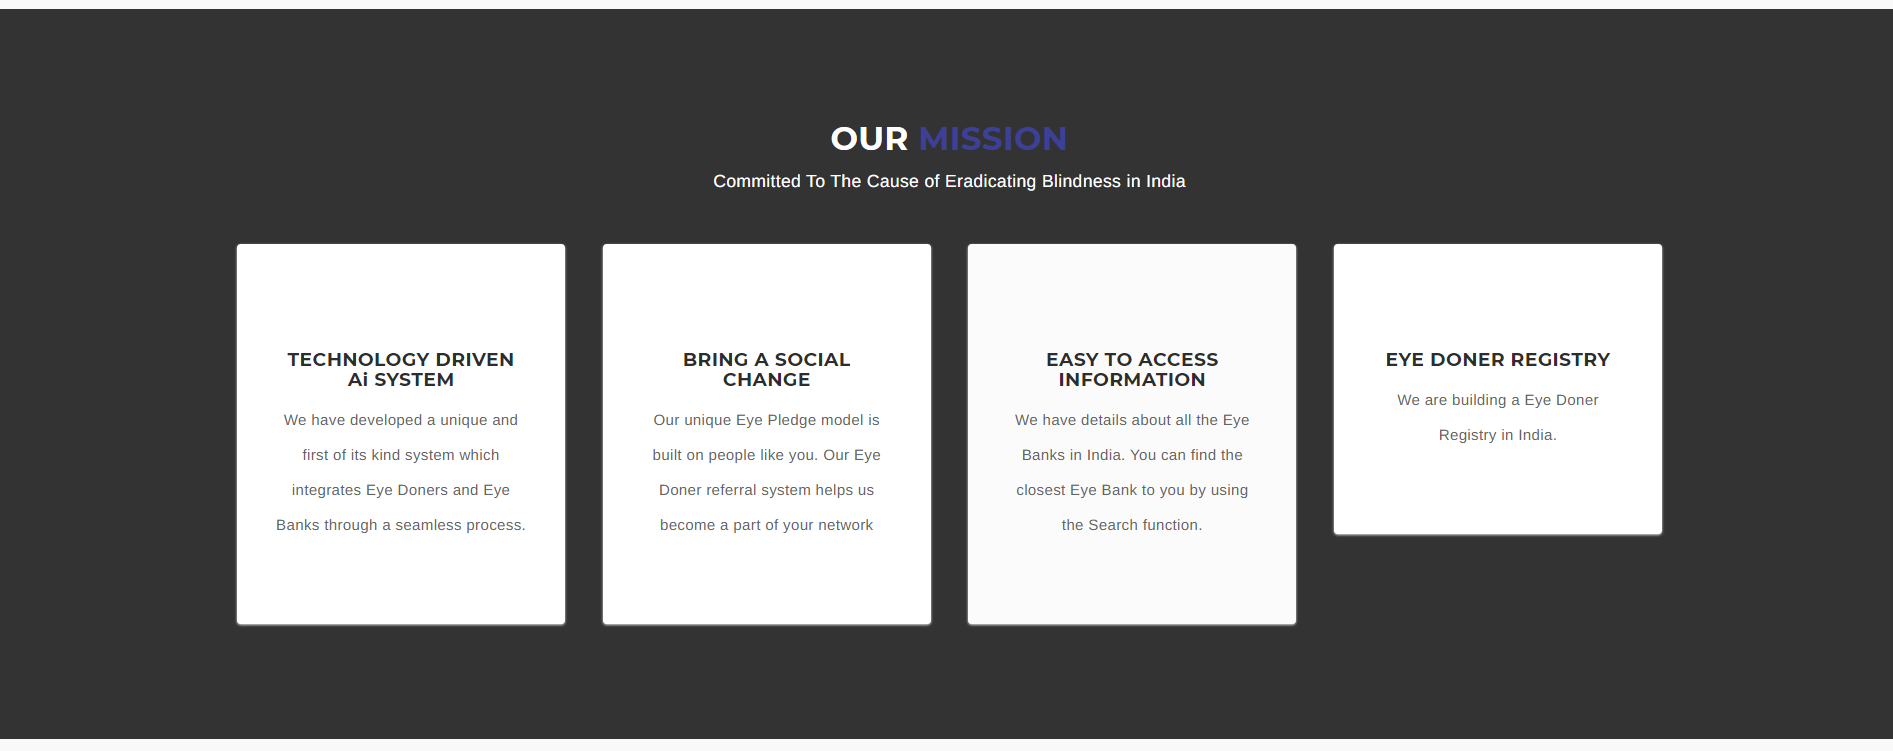 OUR MISSION
Committed To The Cause of Eradicating Blindness in India
TECHNOLOGY DRIVEN
Ai SYSTEM
We have developed a unique and
first of its kind system which
integrates Eye Doners and Eye
Banks through a seamless process.
BRING A SOCIAL
CHANGE
Our unique Eye Pledge model is
built on people like you. Our Eye
Doner referral system helps us
become a part of your network
EASY TO ACCESS
INFORMATION
We have details about all the Eye
Banks in India. You can find the
closest Eye Bank to you by using
the Search function.
EYE DONER REGISTRY
We are building a Eye Doner
Registry in India.